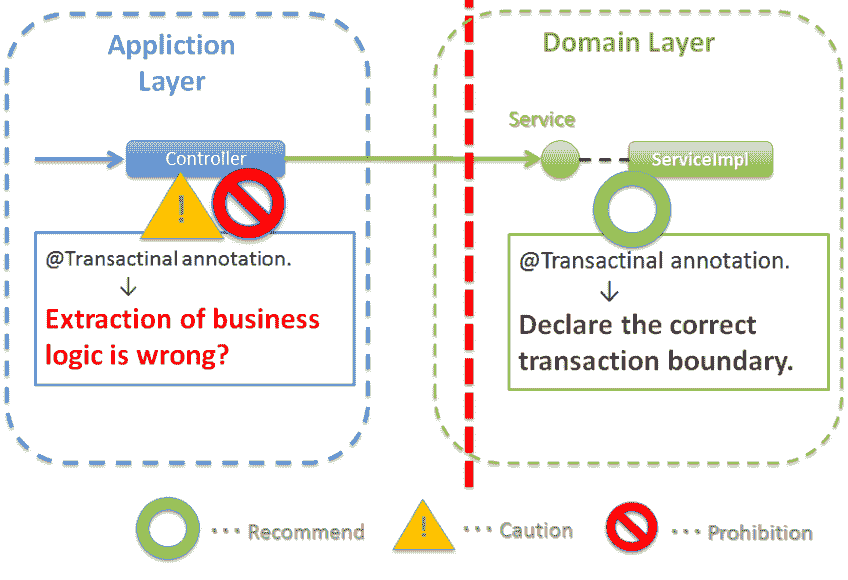 Appliction
Layer
Domain Layer
Service
Controller
ServiceImpl
!
@Transactinal annotation.
↓
Extraction of business
logic is wrong?
@Transactinal annotation.
↓
Declare the correct
transaction boundary.
--- Recommend
! --- Caution
--- Prohibition